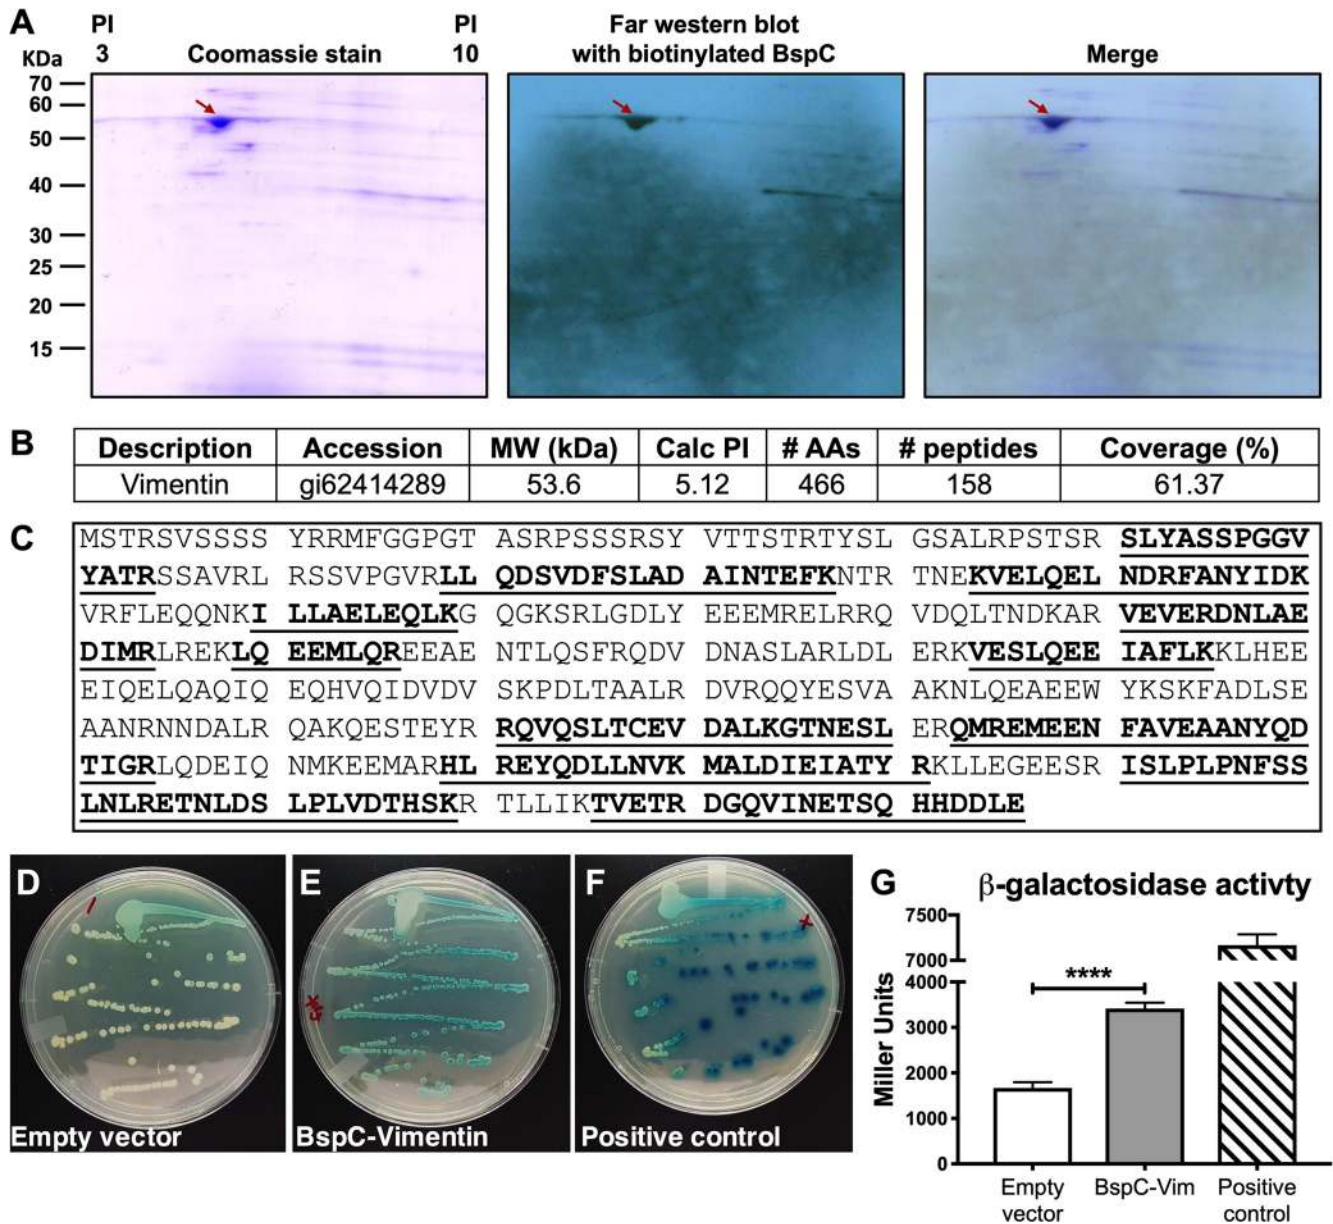 A
PI
3
KDa
Coomassie stain
PI
10
Far western blot
with biotinylated BspC
Merge
70
60
50
40
30
25
20
15
B
Description Accession MW (kDa) Calc PI # AAs # peptides Coverage (%)
Vimentin gi62414289 53.6 5.12 466 158 61.37
C
MSTRSVSSSS YRRMFGGPGT ASRPSSSRSY VTTSTRTYSL GSALRPSTSR SLYASSPGGV
YATRSSAVRL RSSVPGVRLL QDSVDFSLAD AINTEFKNTR TNEKVELQEL NDRFANYIDK
VRFLEQQNKI LLAELEQLKG QGKSRLGDLY EEEMRELRRQ VDQLTNDKAR VEVERDNLAE
DIMRLREKLQ EEMLQREEAE NTLQSFRQDV DNASLARLDL ERKVESLQEE IAFLKKLHEE
EIQELQAQIQ EQHVQIDVDV SKPDLTAALR DVRQQYESVA AKNLQEAEEW YKSKFADLSE
AANRNNDALR QAKQESTEYR RQVQSLTCEV DALKGTNESL ERQMREMEEN FAVEAANYQD
TIGRLQDEIQ NMKEEMARHL REYQDLLNVK MALDIEIATY RKLLEGEESR ISLPLPNFSS
LNLRETNLDS LPLVDTHSKR TLLIKTVETR DGQVINETSQ HHDDLE
D
Empty vector
E
BspC-Vimentin
F
Positive control
G
β-galactosidase activty
Miller Units
7500
7000
4000
3000
2000
1000
0
****
Empty
vector
BspC-Vim
Positive
control